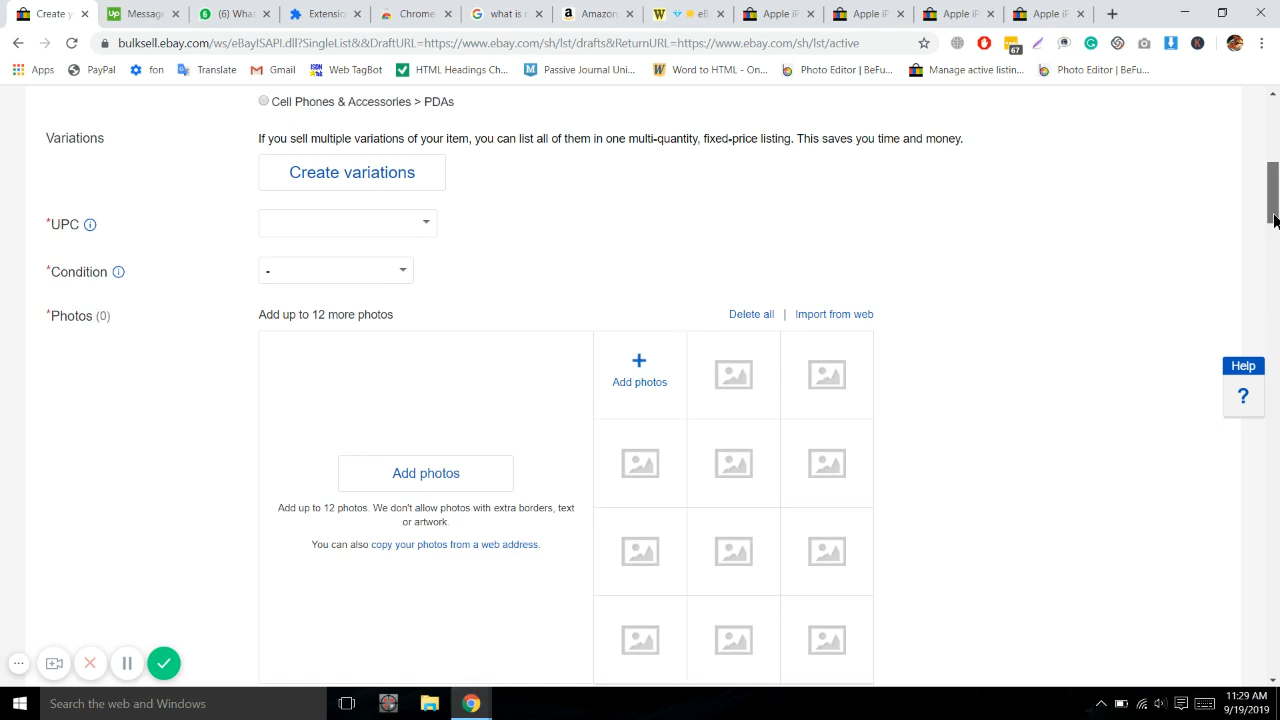 Create y
Message
(What
Extensio
Chrome
what is r
Amazon
eB
Apple iP
Apple i
Apple iP
Apple iP
bulksell.ebay.com/ws/eBayISAPI.dll?SingleList&&DraftURL=https://www.ebay.com/sh/lst/drafts&ReturnURL=https://www.ebay.com/sh/lst/active
67
Apps
PayPal
fon
Translate
Gmail
Web TagBot
HTML Headings Ch...
Passive Journal Uni...
Word to HTML - On...
Photo Editor | BeFu...
Manage active listin...
Photo Editor | BeFu...
Cell Phones & Accessories > PDAs
Variations
If you sell multiple variations of your item, you can list all of them in one multi-quantity, fixed-price listing. This saves you time and money.
Create variations
*UPC
*Condition
-
*Photos (0)
Add up to 12 more photos
Delete all | Import from web
Add photos
Add photos
Add up to 12 photos. We don't allow photos with extra borders, text
or artwork.
You can also copy your photos from a web address.
Help
?
Search the web and Windows
11:29 AM
9/19/2019